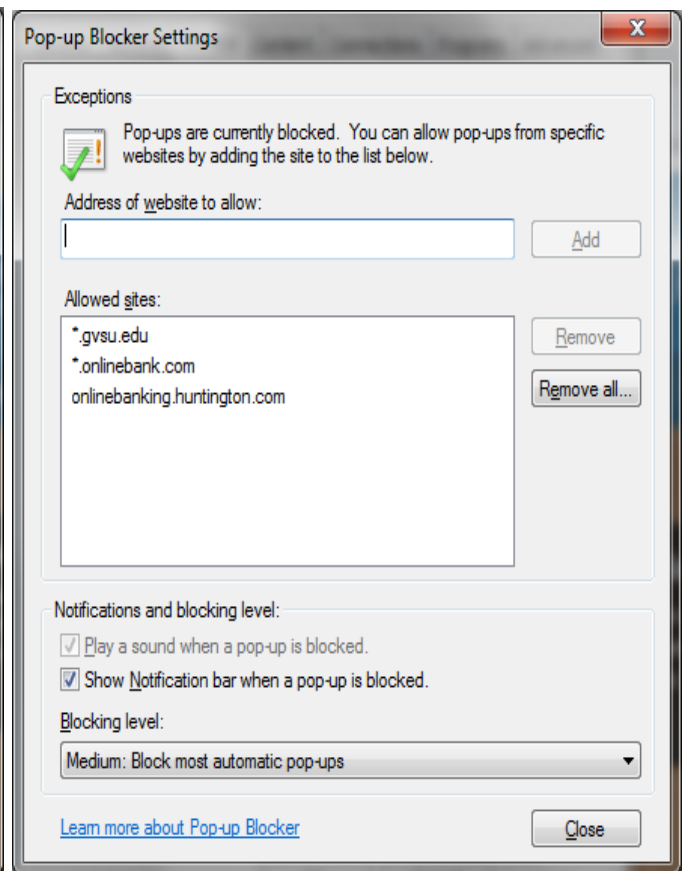 Pop-up Blocker Settings
Exceptions
Pop-ups are currently blocked. You can allow pop-ups from specific
websites by adding the site to the list below.
Address of website to allow:
Add
Allowed sites:
*.gvsu.edu
*.onlinebank.com
onlinebanking.huntington.com
Remove
Remove all...
Notifications and blocking level:
Play a sound when a pop-up is blocked.
Show Notification bar when a pop-up is blocked.
Blocking level:
Medium: Block most automatic pop-ups
Learn more about Pop-up Blocker
Close